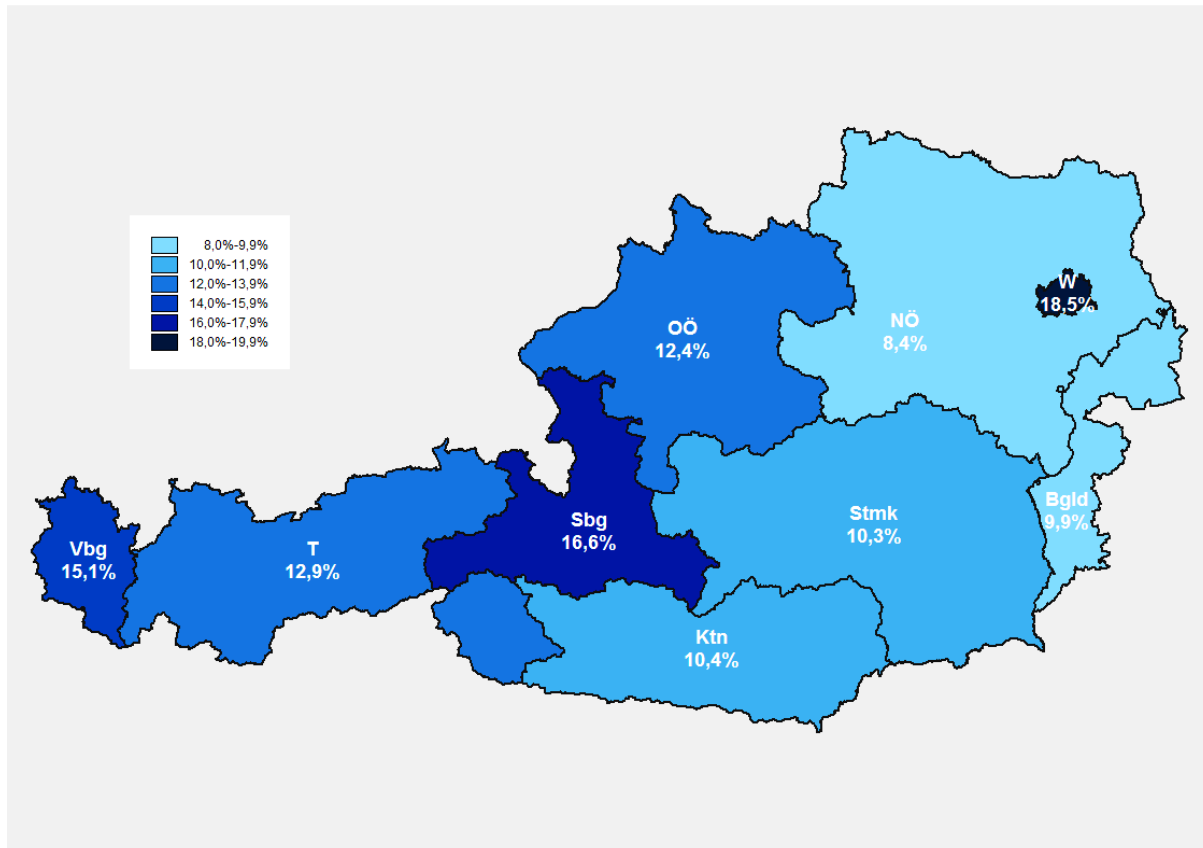 8,0%-9,9%
10,0%-11,9%
12,0%-13,9%
14,0%-15,9%
16,0%-17,9%
18,0%-19,9%
W
18,5%
OÖ
12,4%
NÖ
8,4%
Bgld
9,9%
Stmk
10,3%
Sbg
16,6%
Vbg
15,1%
T
12,9%
Ktn
10,4%